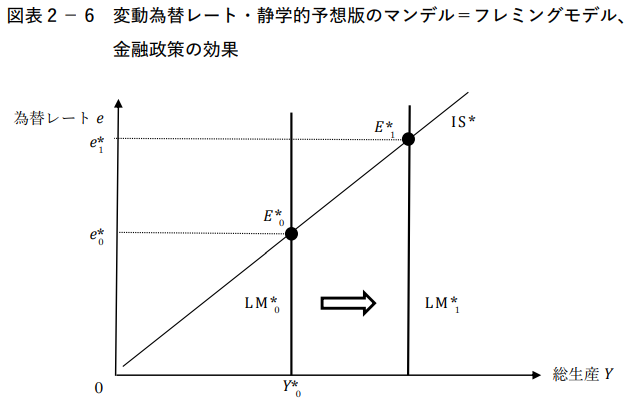 図表2-6 変動為替レート・静学的予想版のマンデル=フレミングモデル、
金融政策の効果
為替レート e
e*1
E*1
IS*
E*0
e*0
LM*0
LM*1
0
Y*0
総生産 Y